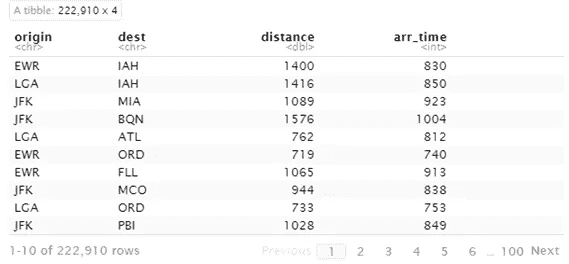 A tibble: 222,910 x 4
origin dest distance arr_time
<chr> <chr> <dbl> <int>
EWR IAH 1400 830
LGA IAH 1416 850
JFK MIA 1089 923
JFK BQN 1576 1004
LGA ATL 762 812
EWR ORD 719 740
EWR FLL 1065 913
JFK MCO 944 838
LGA ORD 733 753
JFK PBI 1028 849
1-10 of 222,910 rows Previous 1 2 3 4 5 6 ... 100 Next